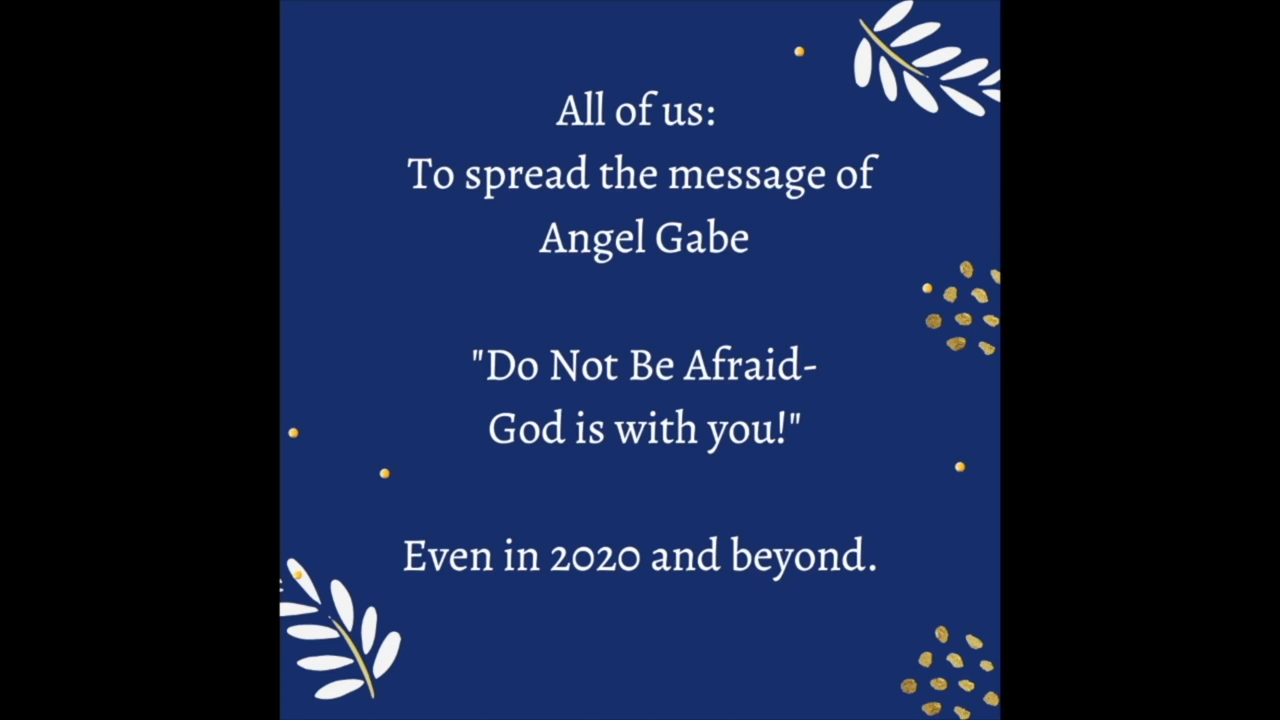 All of us:
To spread the message of
Angel Gabe
"Do Not Be Afraid-
God is with you!"
Even in 2020 and beyond.